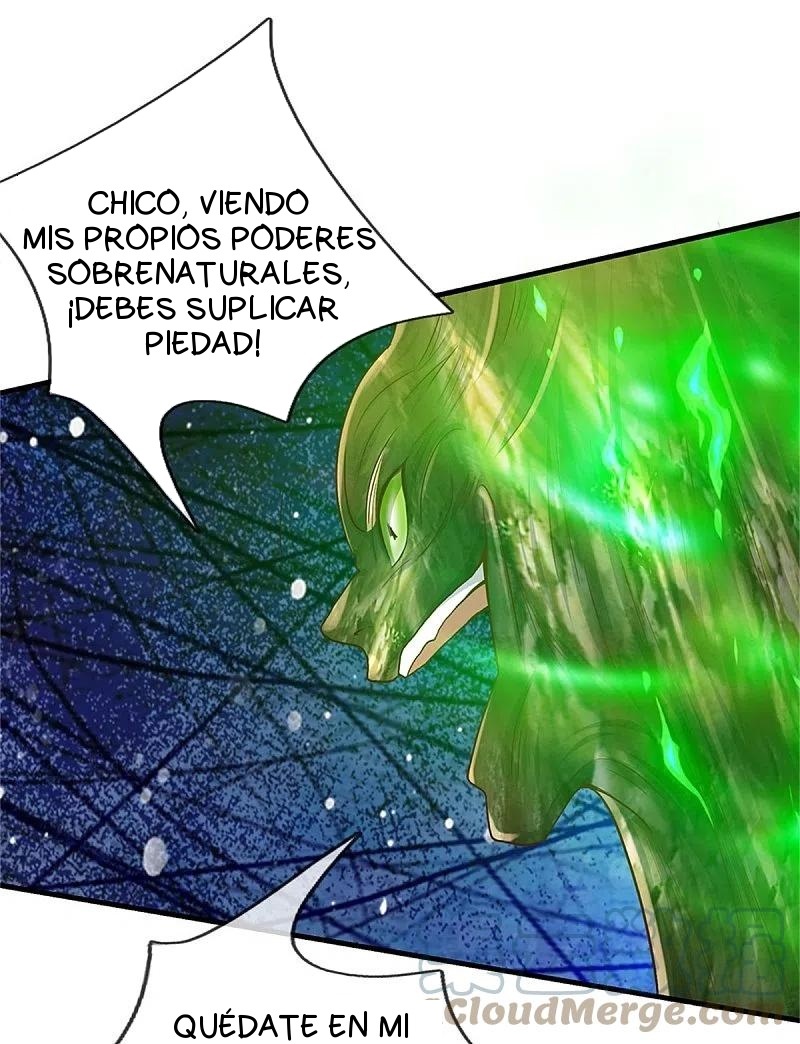 CHICO, VIENDO
MIS PROPIOS PODERES
SOBRENATURALES,
¡DEBES SUPLICAR
PIEDAD!
QUÉDATE EN MI
CloudMerge.com